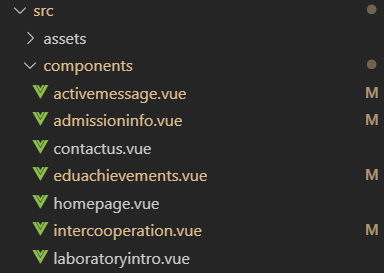 src
assets
components
activemessage.vue M
admissioninfo.vue M
contactus.vue
eduachievements.vue M
homepage.vue
intercooperation.vue M
laboratoryintro.vue